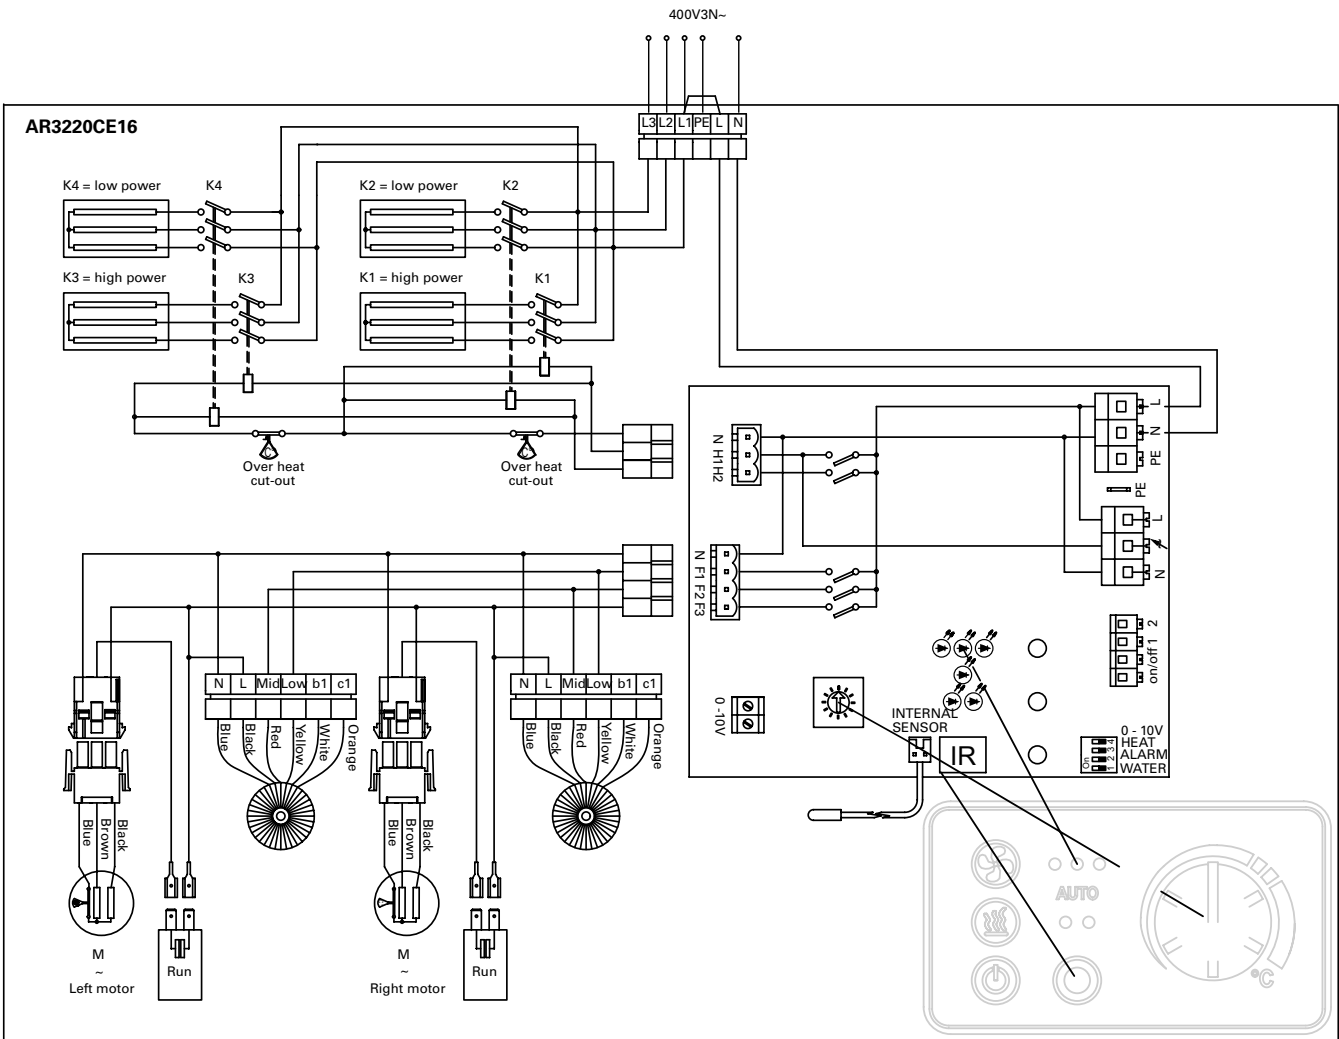 400V3N~
AR3220CE16
L3 L2 L1 PE L N
K4 = low power
K4
K2 = low power
K2
K3 = high power
K3
K1 = high power
K1
Over heat
cut-out
Over heat
cut-out
N H1 H2
L
N
PE
PE
L
N
N F1 F2 F3
on/off 1 2
N L Mid Low b1 c1
Blue
Black
Red
Yellow
White
Orange
N L Mid Low b1 c1
Blue
Black
Red
Yellow
White
Orange
0 -10V
T
INTERNAL
SENSOR
IR
On
1 2 3 4
0 - 10V
HEAT
ALARM
WATER
Blue
Brown
Black
Blue
Brown
Black
AUTO
°C
M
~
Left motor
Run
M
~
Right motor
Run